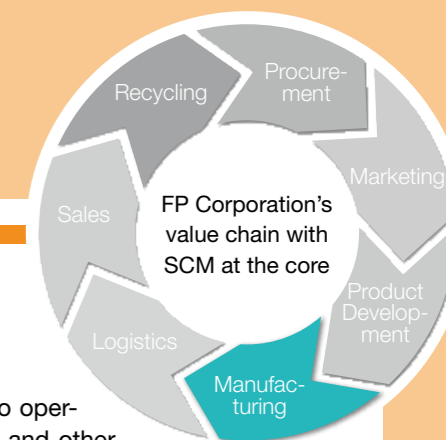 Procure-
ment
Marketing
Product
Develop-
ment
Manufac-
turing
Logistics
Sales
Recycling
FP Corporation's
value chain with
SCM at the core
o oper-
and other